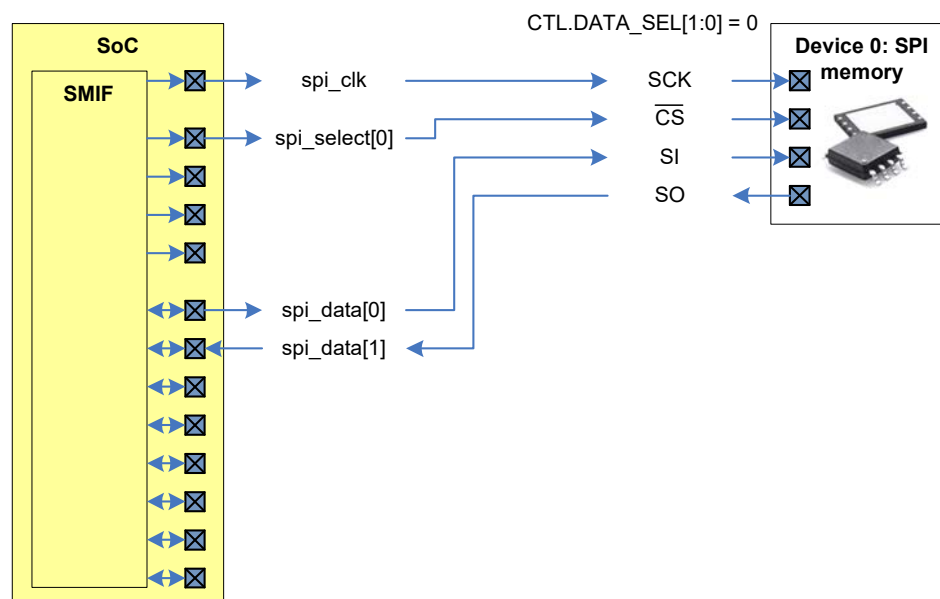 CTL.DATA_SEL[1:0] = 0
SoC
SMIF
Device 0: SPI
memory
spi_clk
SCK
spi_select[0]
C̅S̅
SI
SO
spi_data[0]
spi_data[1]